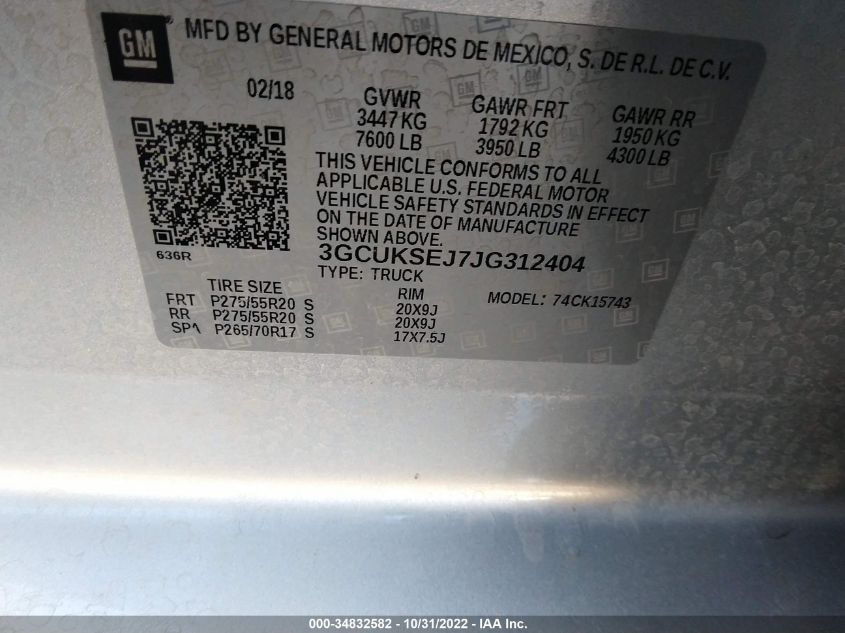 GM MFD BY GENERAL MOTORS DE MEXICO, S. DE R.L. DE C.V.
02/18
GVWR GAWR FRT GAWR RR
3447 KG 1792 KG 1950 KG
7600 LB 3950 LB 4300 LB
THIS VEHICLE CONFORMS TO ALL
APPLICABLE U.S. FEDERAL MOTOR
VEHICLE SAFETY STANDARDS IN EFFECT
ON THE DATE OF MANUFACTURE
SHOWN ABOVE.
636R
3GCUKSEJ7JG312404
TYPE: TRUCK
MODEL: 74CK15743
TIRE SIZE RIM
FRT P275/55R20 S 20X9J
RR P275/55R20 S 20X9J
SPA P265/70R17 S 17X7.5J
000-34832582 - 10/31/2022 - IAA Inc.